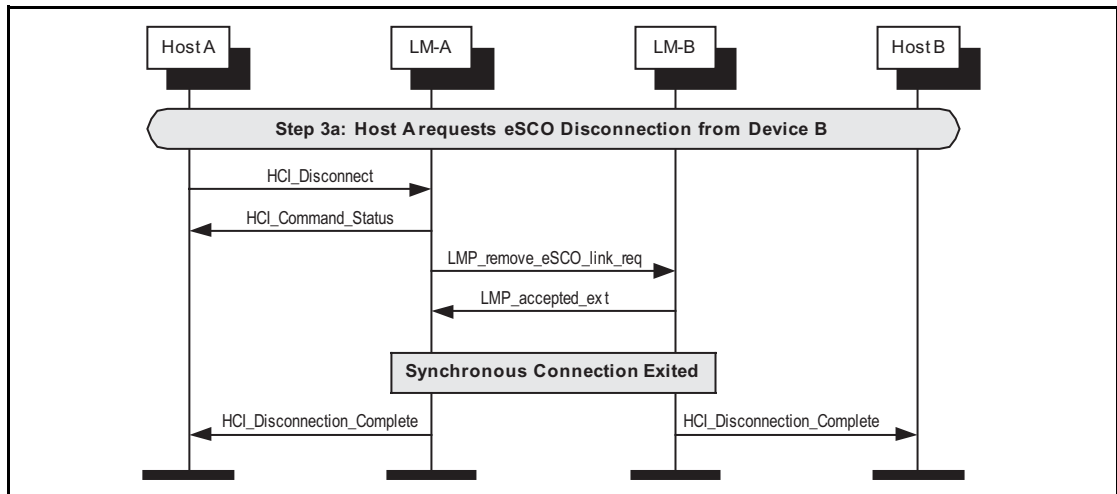 Host A
LM-A
LM-B
Host B
Step 3a: Host A requests eSCO Disconnection from Device B
HCI_Disconnect
HCI_Command_Status
LMP_remove_eSCO_link_req
LMP_accepted_ext
Synchronous Connection Exited
HCI_Disconnection_Complete
HCI_Disconnection_Complete